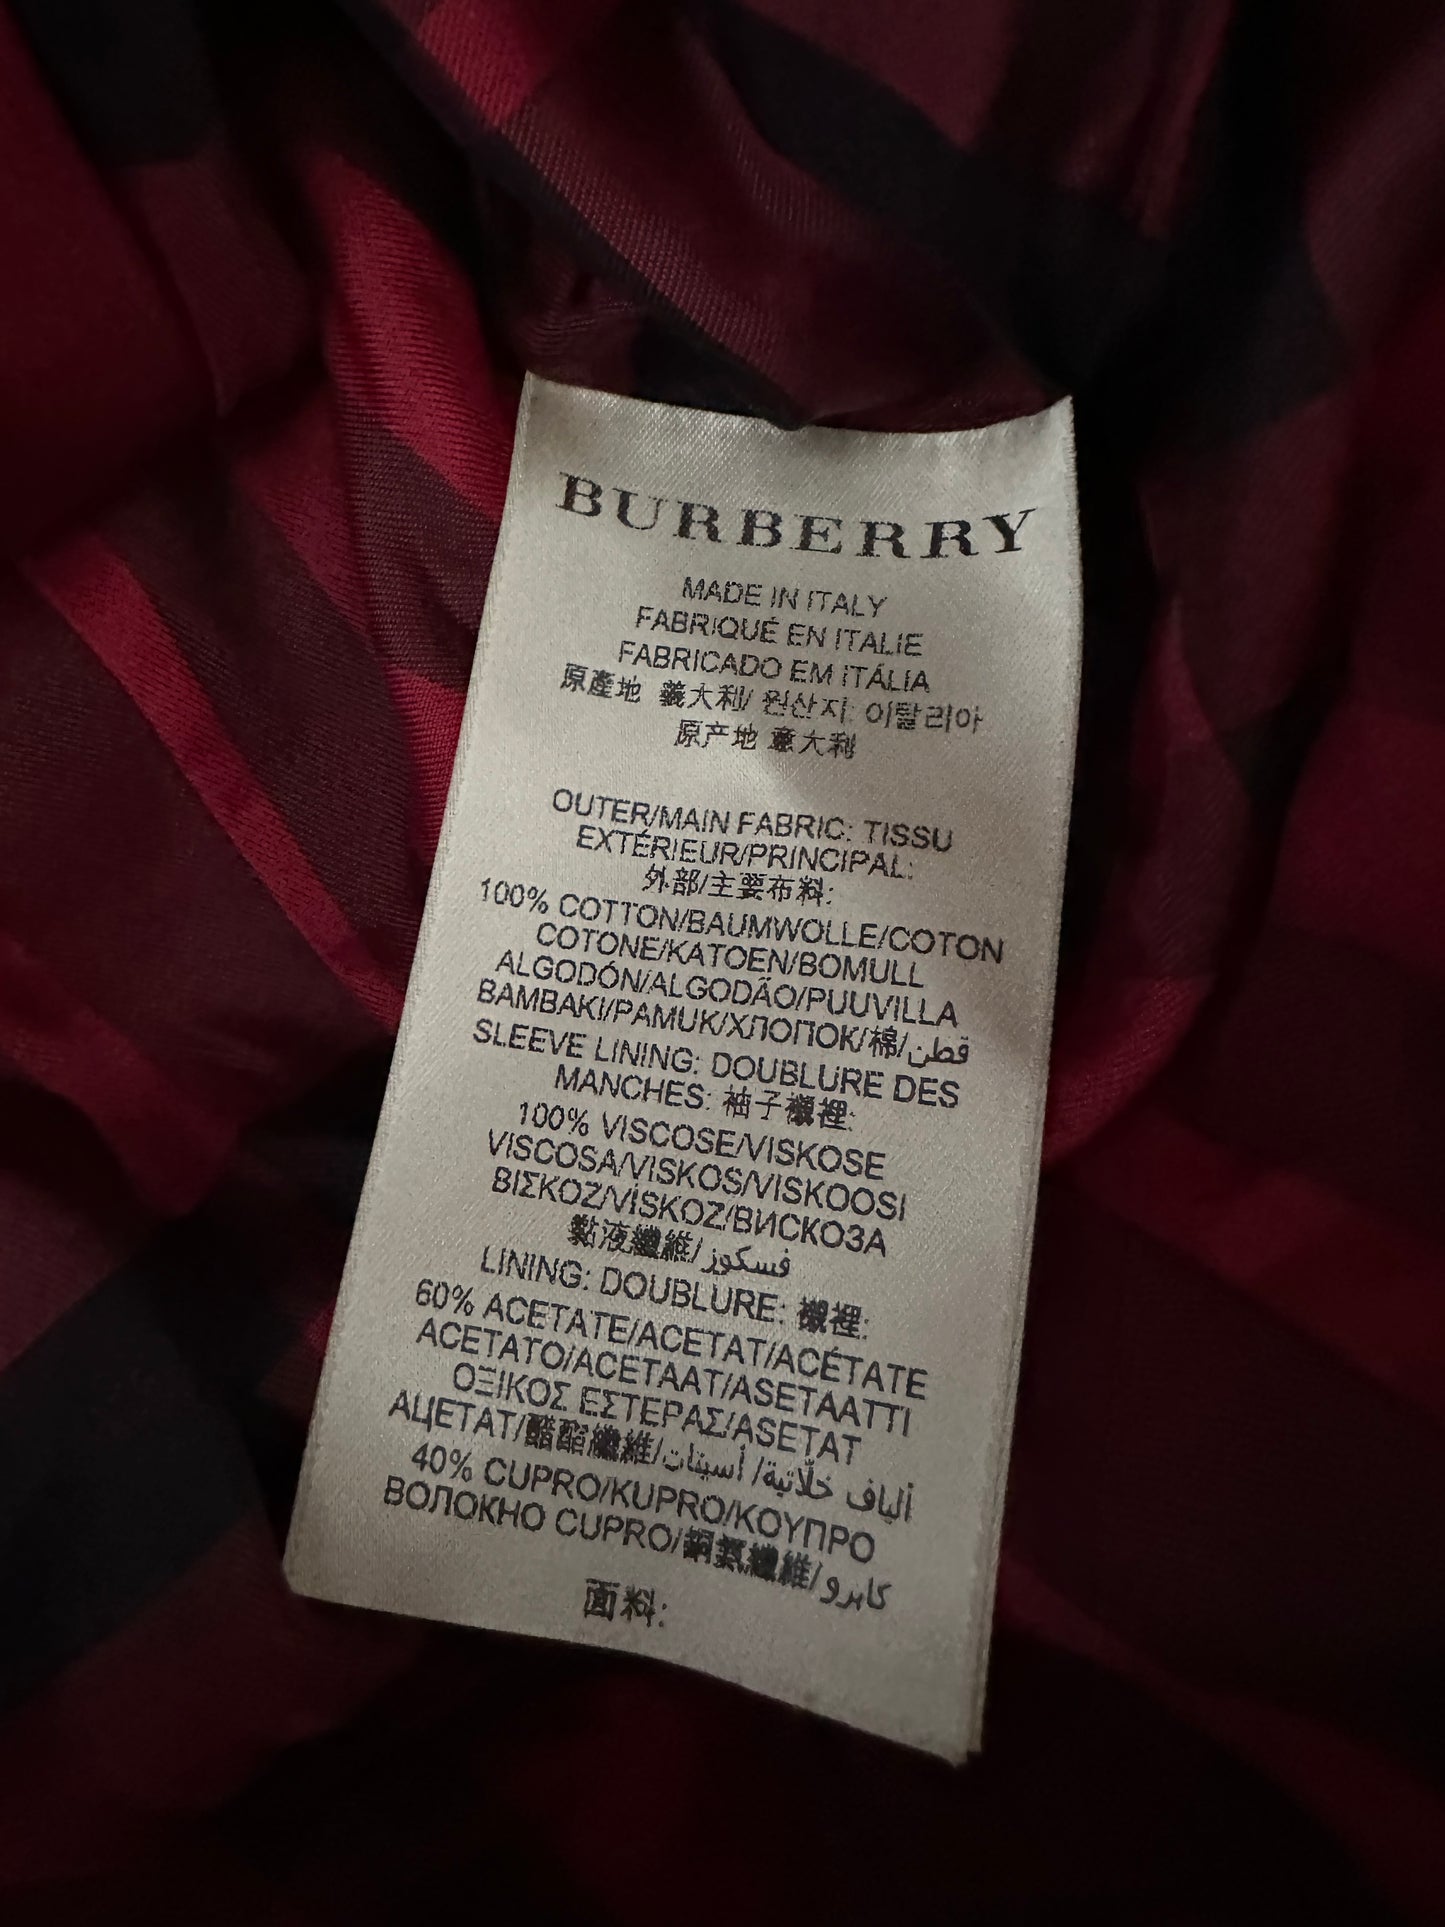 BURBERRY
MADE IN ITALY
FABRIQUÉ EN ITALIE
FABRICADO EM ITÁLIA
原產地 義大利/ 원산지: 이탈리아
原产地 意大利
OUTER/MAIN FABRIC: TISSU
EXTÉRIEUR/PRINCIPAL:
外部/主要布料:
100% COTTON/BAUMWOLLE/COTON
COTONE/KATOEN/BOMULL
ALGODÓN/ALGODÃO/PUUVILLA
BAMBAKI/PAMUK/ХЛОПОК/棉/قطن
SLEEVE LINING: DOUBLURE DES
MANCHES: 袖子襯裡:
100% VISCOSE/VISKOSE
VISCOSA/VISKOS/VISKOOSI
ΒΙΣΚΟΖ/VİSKOZ/ВИСКОЗА
黏液纖維/فسكوز
LINING: DOUBLURE: 襯裡:
60% ACETATE/ACETAT/ACÉTATE
ACETATO/ACETAAT/ASETAATTI
ΟΞΙΚΟΣ ΕΣΤΕΡΑΣ/ASETAT
АЦЕТАТ/醋酯纖維/ألياف خلّاتية/ أسيتات
40% CUPRO/KUPRO/ΚΟΥΠΡΟ
ВОЛОКНО CUPRO/銅氨纖維/كابرو
面料: